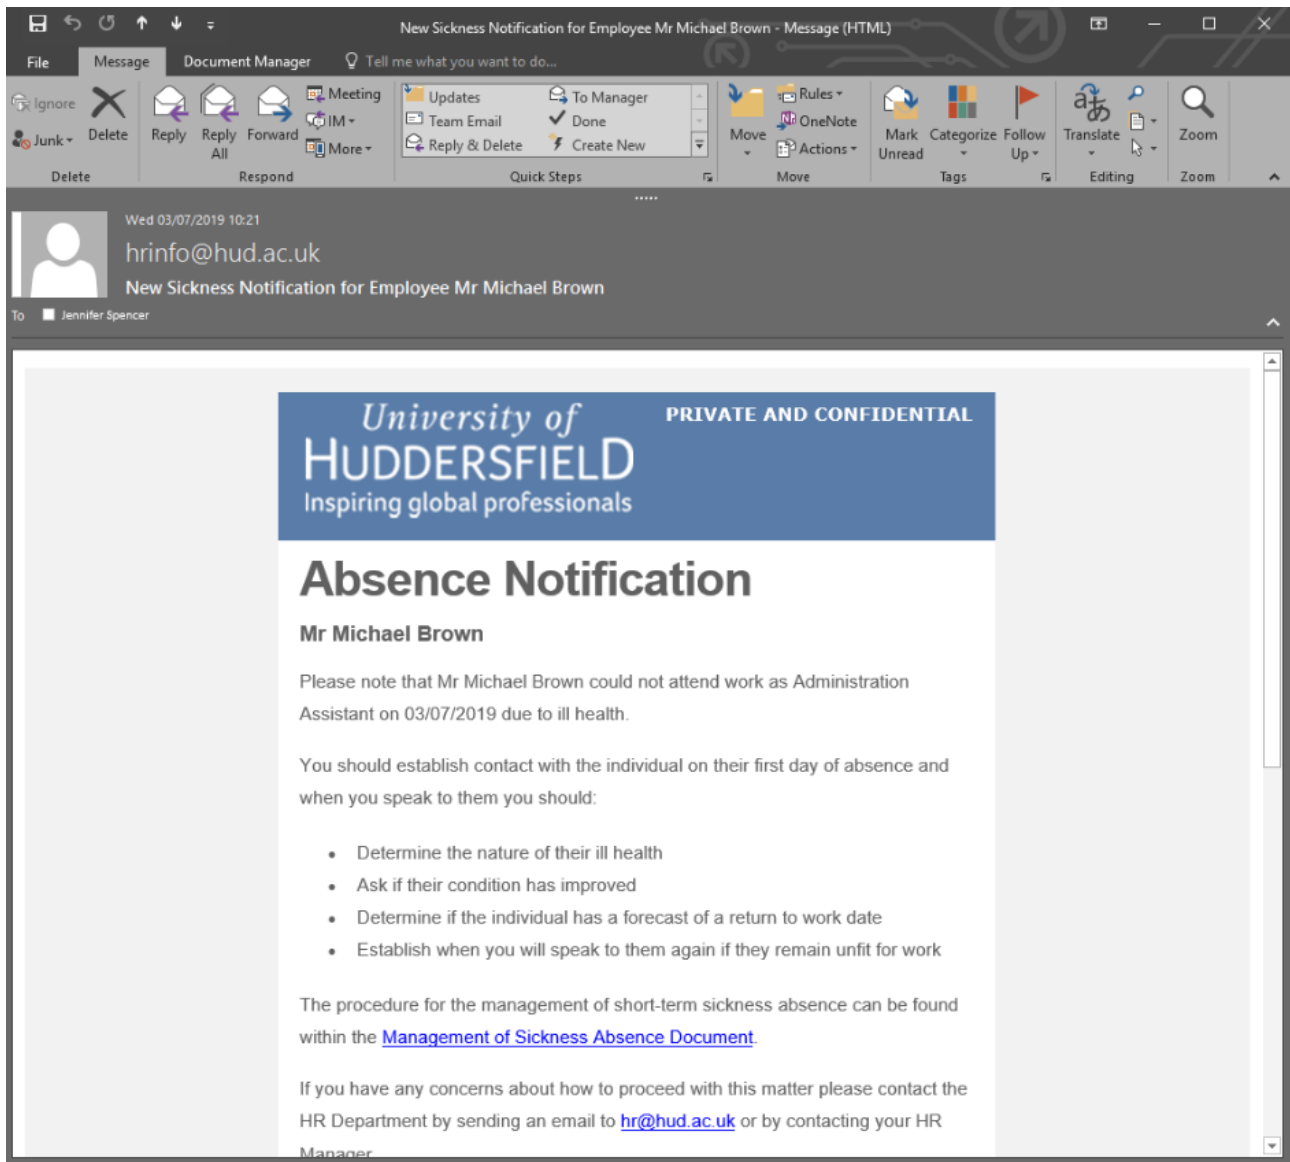 New Sickness Notification for Employee Mr Michael Brown - Message (HTML)
File Message Document Manager Tell me what you want to do...
Ignore
Junk
Delete
Reply
Reply All
Forward
Meeting
IM
More
Updates
Team Email
Reply & Delete
To Manager
Done
Create New
Move
Rules
OneNote
Actions
Mark Unread
Categorize
Follow Up
Translate
Zoom
Delete Respond Quick Steps Move Tags Editing Zoom
Wed 03/07/2019 10:21
hrinfo@hud.ac.uk
New Sickness Notification for Employee Mr Michael Brown
To Jennifer Spencer
University of
HUDDERSFIELD
Inspiring global professionals
PRIVATE AND CONFIDENTIAL
Absence Notification
Mr Michael Brown
Please note that Mr Michael Brown could not attend work as Administration
Assistant on 03/07/2019 due to ill health.
You should establish contact with the individual on their first day of absence and
when you speak to them you should:
• Determine the nature of their ill health
• Ask if their condition has improved
• Determine if the individual has a forecast of a return to work date
• Establish when you will speak to them again if they remain unfit for work
The procedure for the management of short-term sickness absence can be found
within the Management of Sickness Absence Document.
If you have any concerns about how to proceed with this matter please contact the
HR Department by sending an email to hr@hud.ac.uk or by contacting your HR
Manager